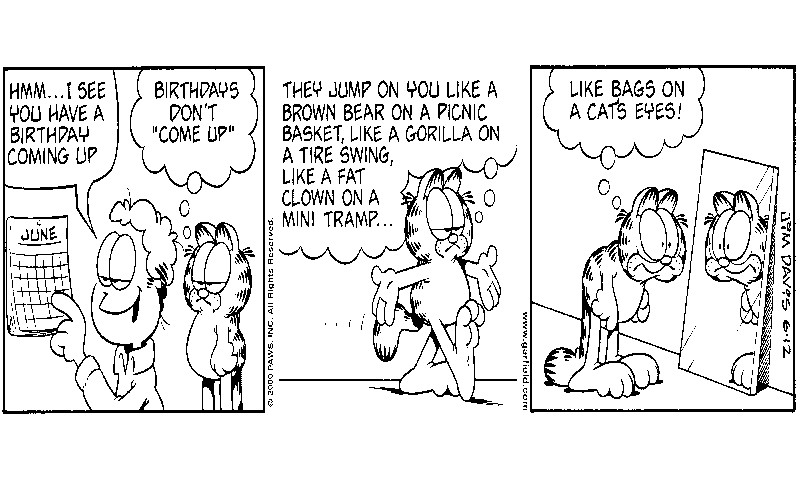 HMM...I SEE
YOU HAVE A
BIRTHDAY
COMING UP
JUNE
BIRTHDAYS
DON'T
"COME UP"
© 2000 PAWS, INC. All Rights Reserved.
THEY JUMP ON YOU LIKE A
BROWN BEAR ON A PICNIC
BASKET, LIKE A GORILLA ON
A TIRE SWING,
LIKE A FAT
CLOWN ON A
MINI TRAMP...
www.garfield.com
LIKE BAGS ON
A CATS EYES!
JIM DAVIS 6-12